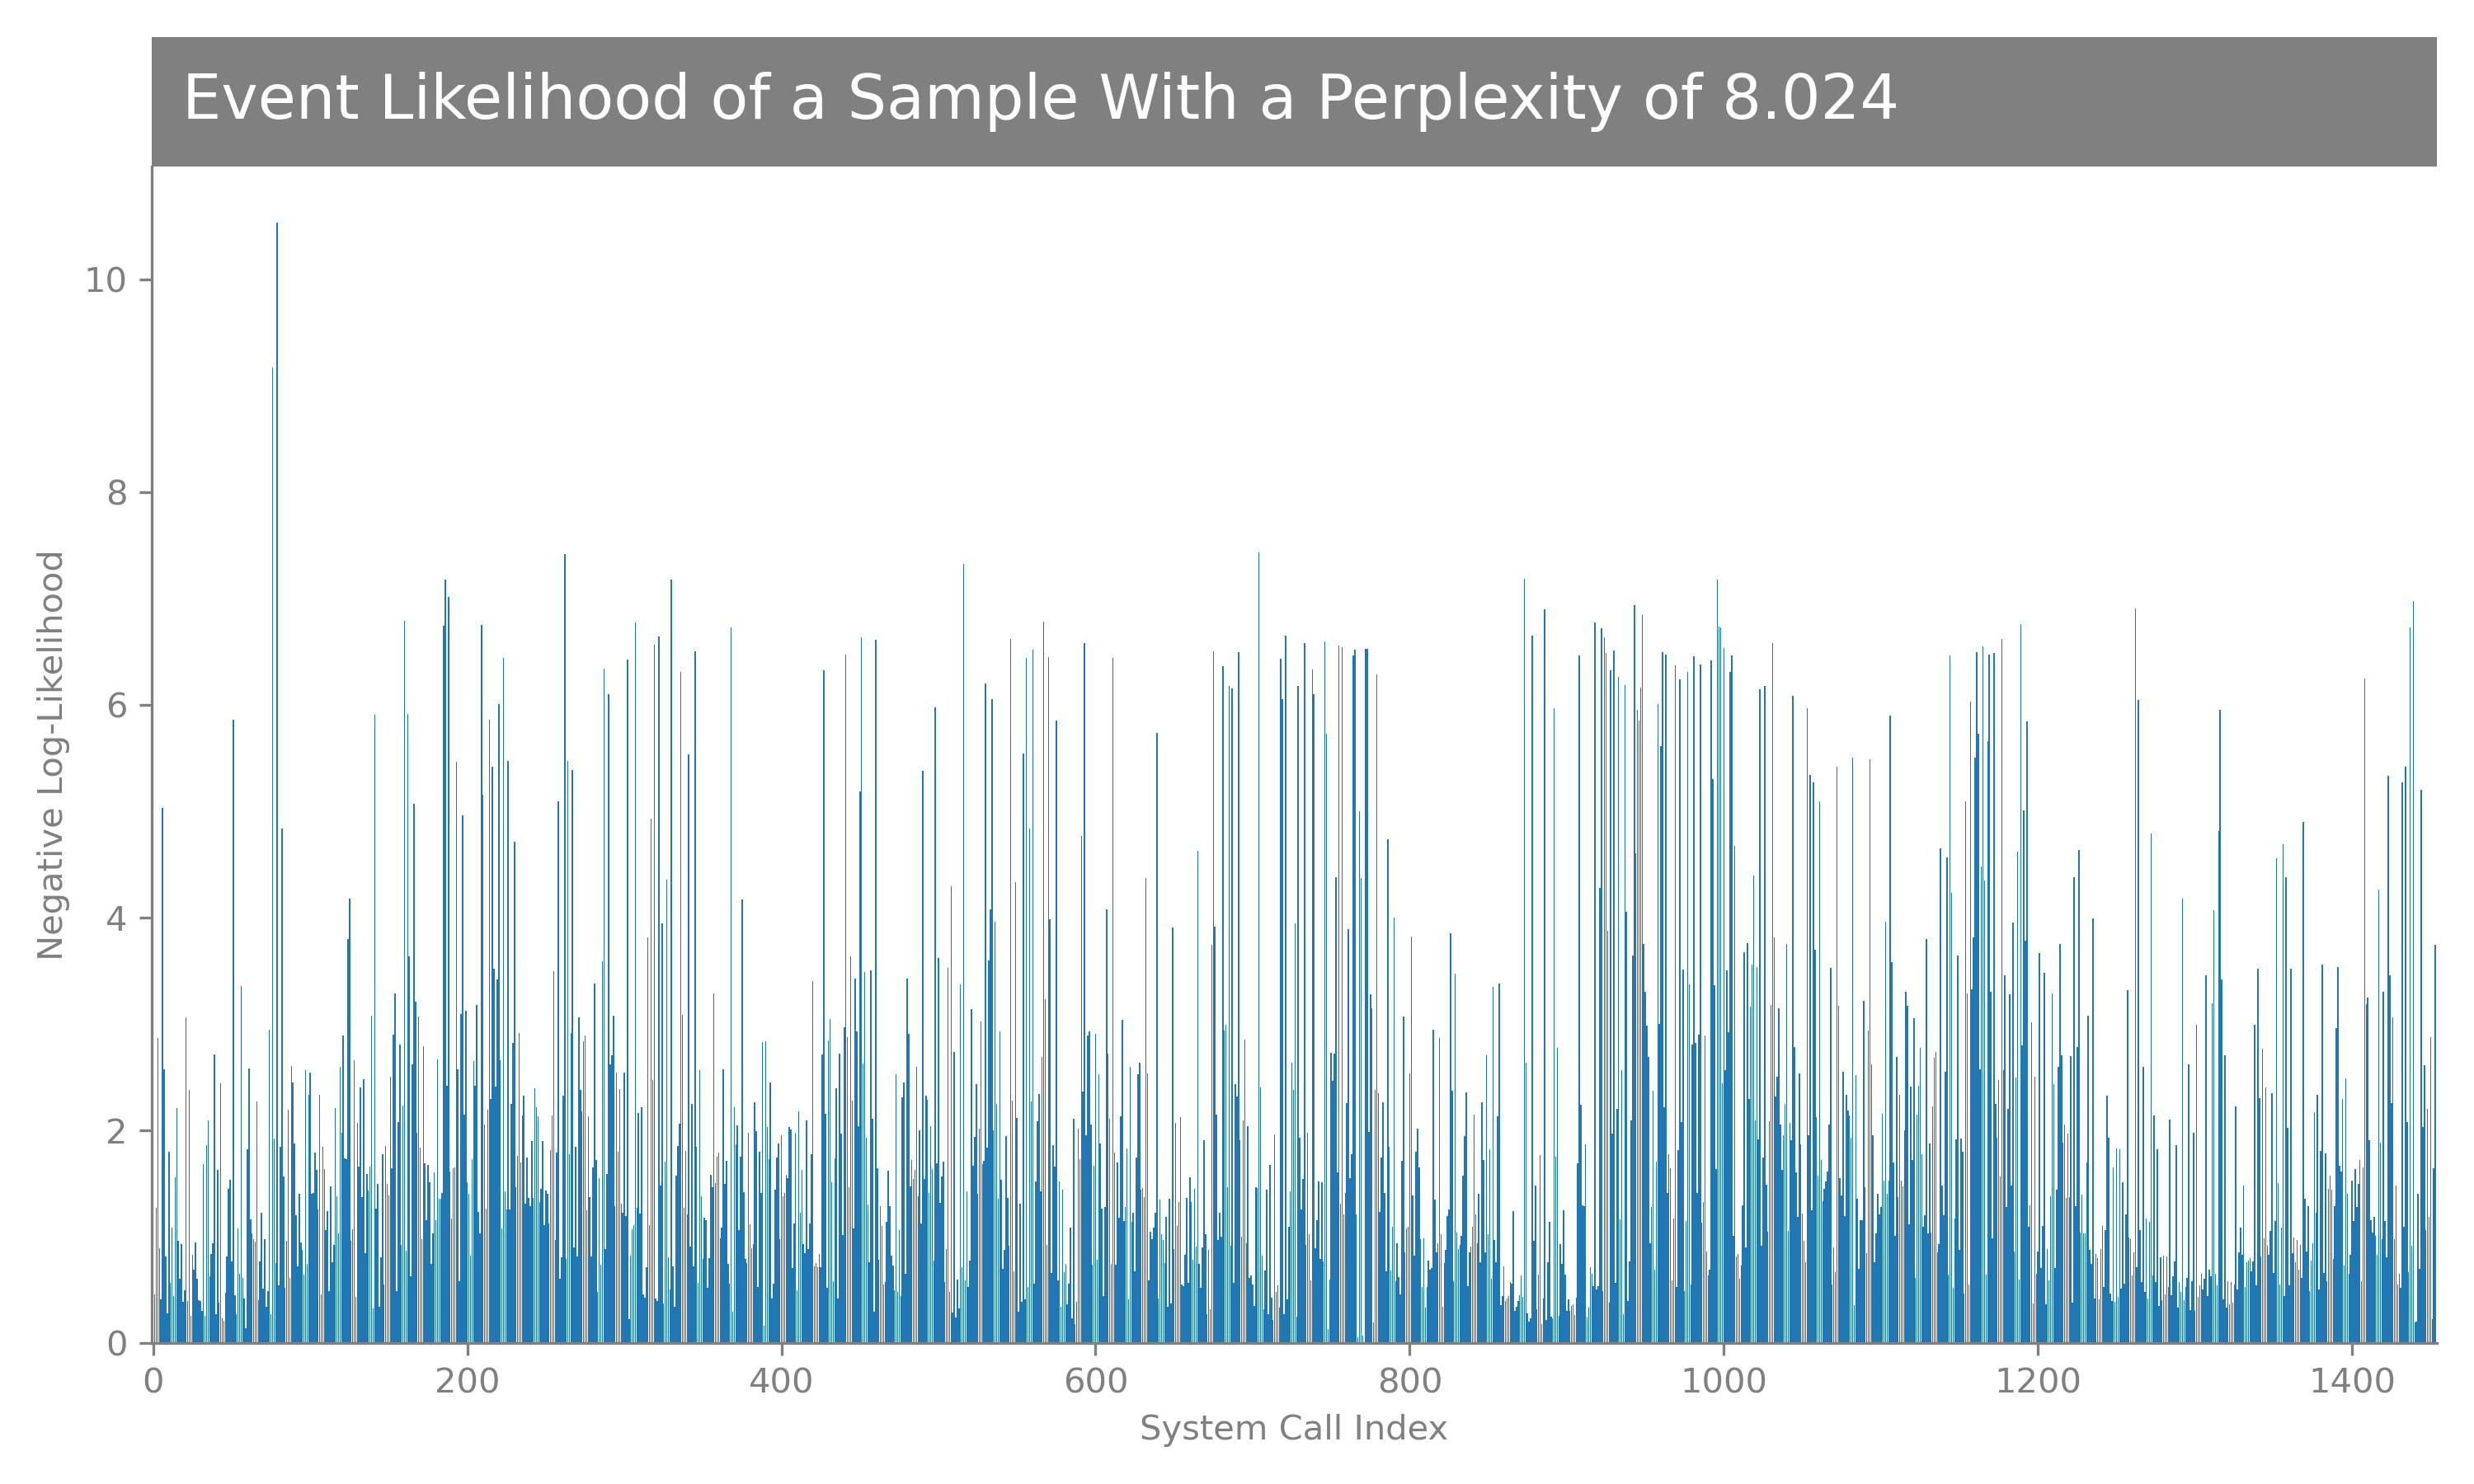 Event Likelihood of a Sample With a Perplexity of 8.024
10
8
6
4
2
0
Negative Log-Likelihood
0 200 400 600 800 1000 1200 1400
System Call Index